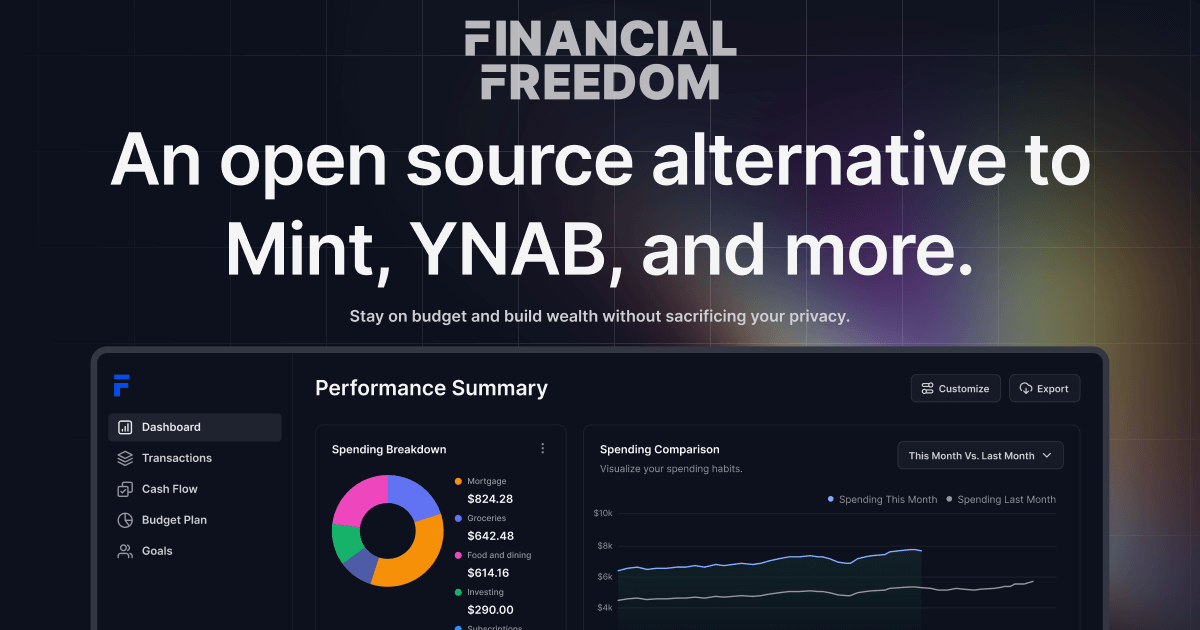 FINANCIAL
FREEDOM
An open source alternative to
Mint, YNAB, and more.
Stay on budget and build wealth without sacrificing your privacy.
Performance Summary
Customize
Export
Dashboard
Transactions
Cash Flow
Budget Plan
Goals
Spending Breakdown
Mortgage
$824.28
Groceries
$642.48
Food and dining
$614.16
Investing
$290.00
Subscriptions
Spending Comparison
Visualize your spending habits.
This Month Vs. Last Month
Spending This Month
Spending Last Month
$10k
$8k
$6k
$4k